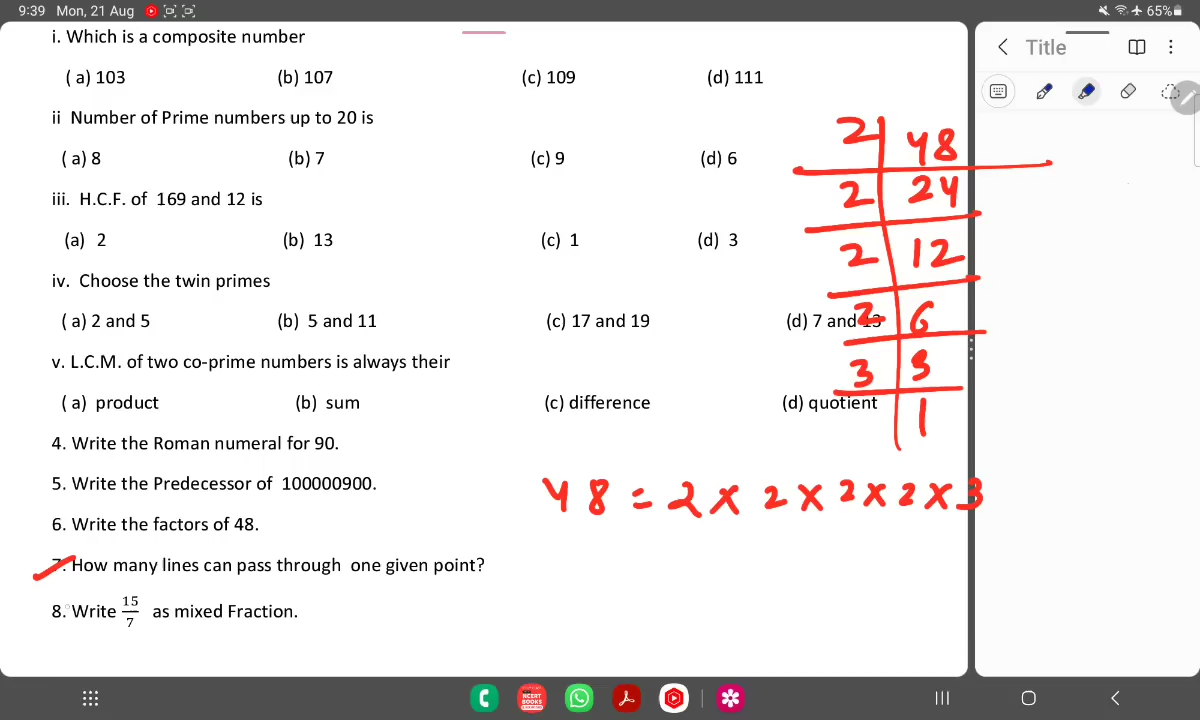 9:39 Mon, 21 Aug 65%
i. Which is a composite number
( a) 103 (b) 107 (c) 109 (d) 111
ii Number of Prime numbers up to 20 is
( a) 8 (b) 7 (c) 9 (d) 6
iii. H.C.F. of 169 and 12 is
(a) 2 (b) 13 (c) 1 (d) 3
iv. Choose the twin primes
( a) 2 and 5 (b) 5 and 11 (c) 17 and 19 (d) 7 and 13
v. L.C.M. of two co-prime numbers is always their
( a) product (b) sum (c) difference (d) quotient
4. Write the Roman numeral for 90.
5. Write the Predecessor of 100000900.
6. Write the factors of 48.
7. How many lines can pass through one given point?
8. Write 15/7 as mixed Fraction.
2 48
2 24
2 12
2 6
3 3
1
48 = 2 × 2 × 2 × 2 × 3
Title
NCERT
BOOKS